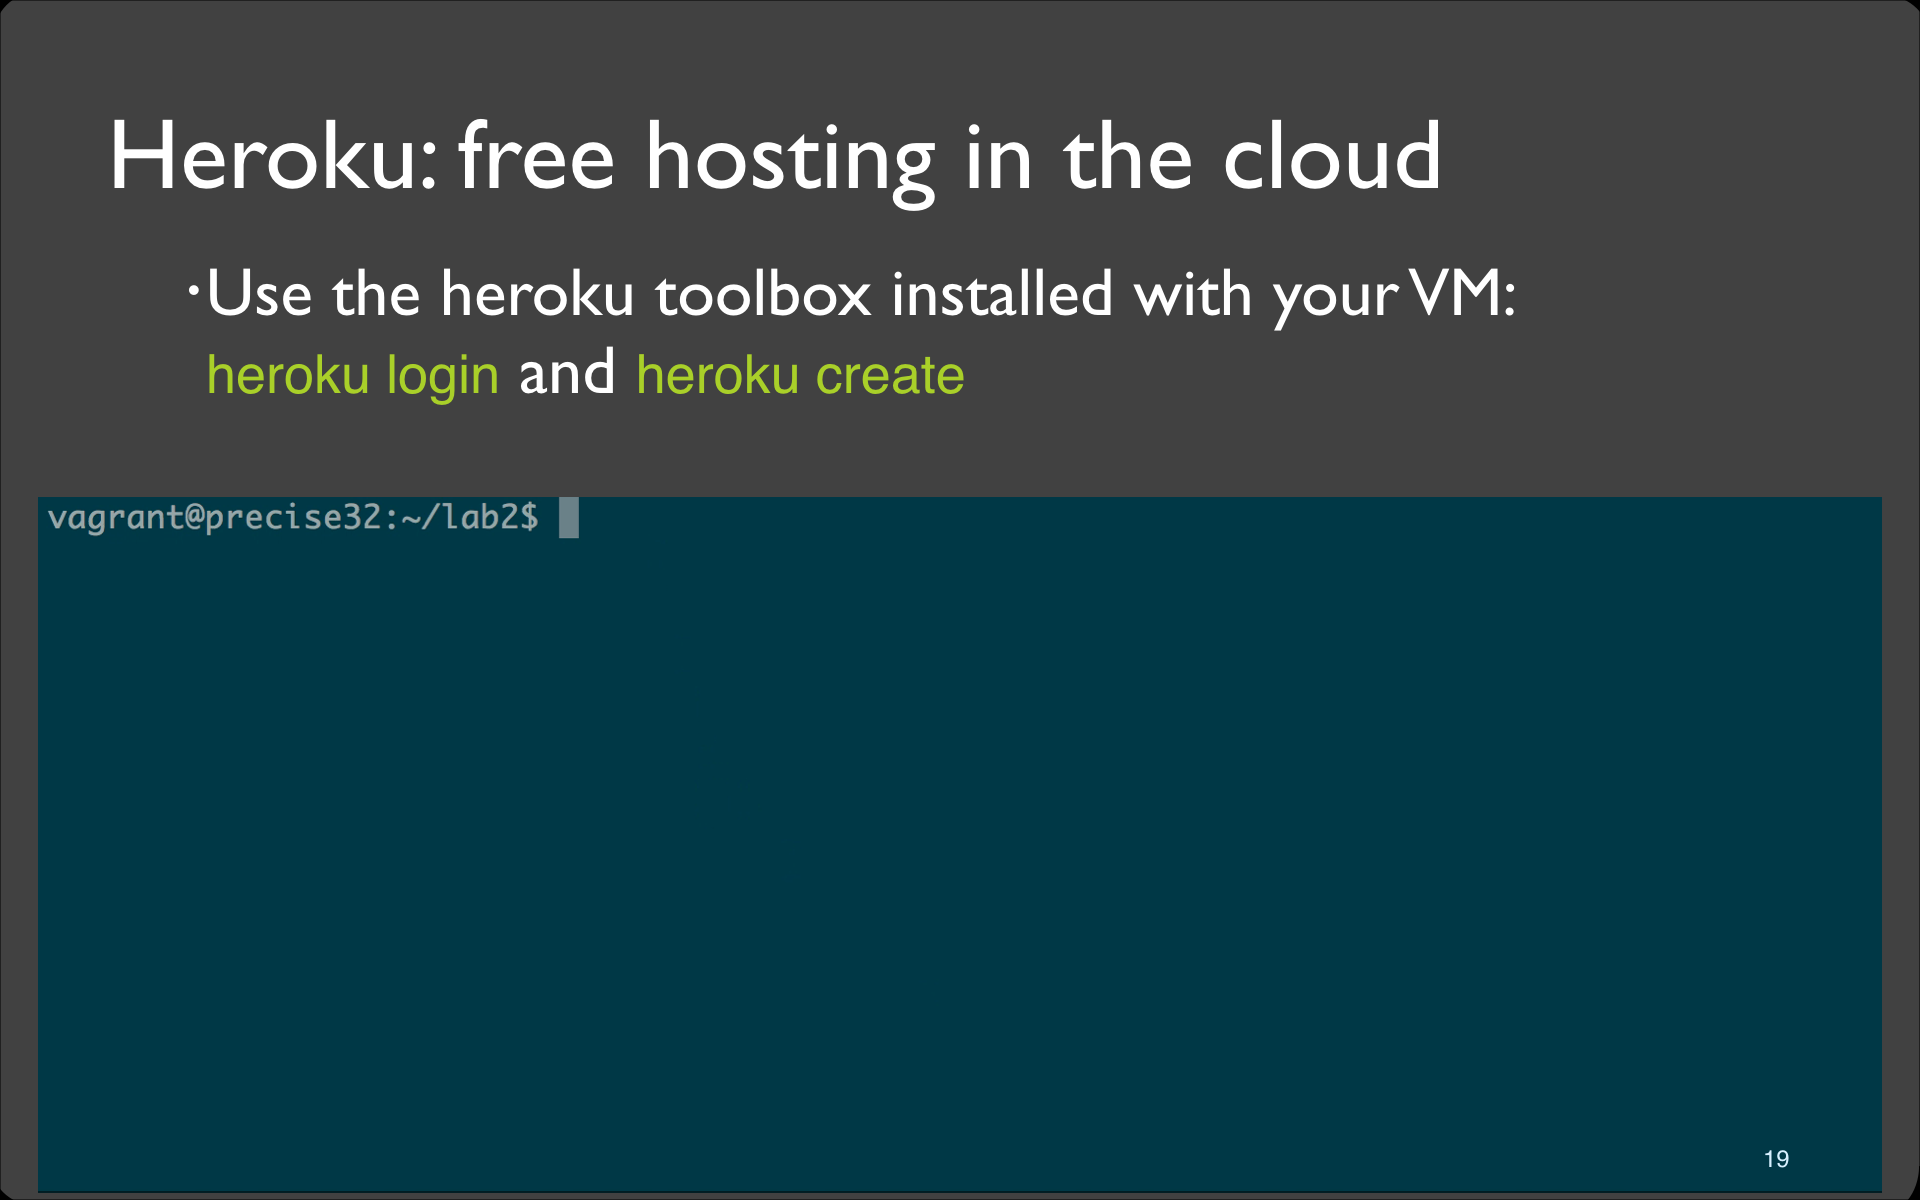 Heroku: free hosting in the cloud
•Use the heroku toolbox installed with your VM:
heroku login and heroku create
vagrant@precise32:~/lab2$
19